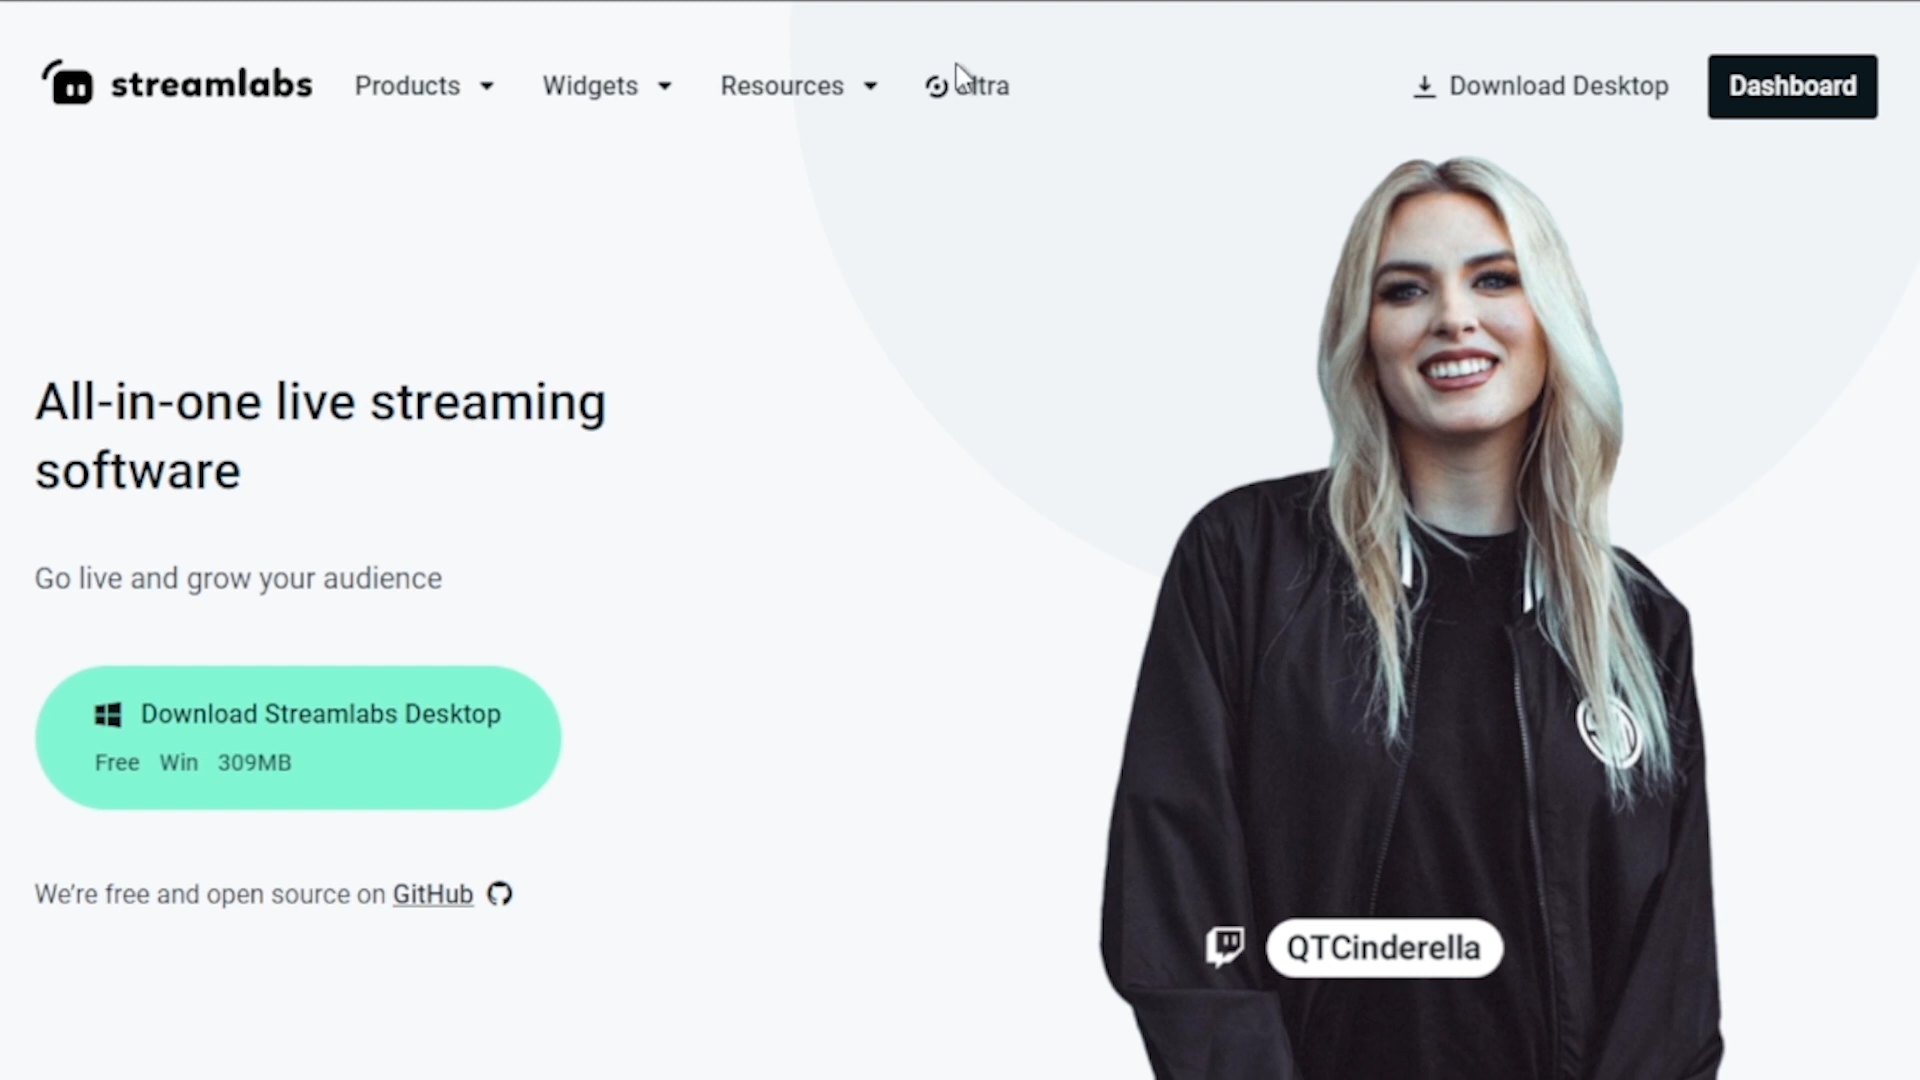 streamlabs
Products
Widgets
Resources
Download Desktop
Dashboard
All-in-one live streaming
software
Go live and grow your audience
Download Streamlabs Desktop
Free Win 309MB
We're free and open source on GitHub
QTCinderella